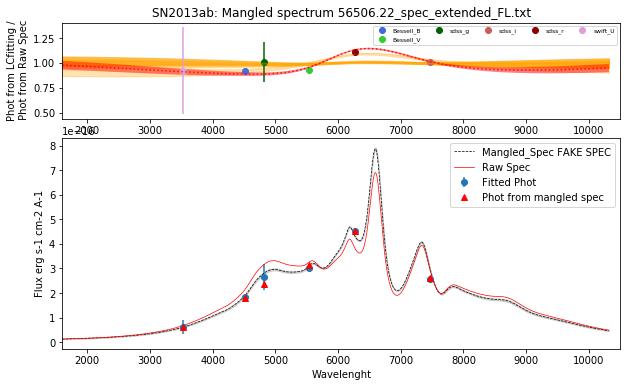 SN2013ab: Mangled spectrum 56506.22_spec_extended_FL.txt
Phot from LCfitting /
Phot from Raw Spec
1.25
1.00
0.75
0.50
Bessell_B
Bessell_V
sdss_g
sdss_i
sdss_r
swift_U
2000 3000 4000 5000 6000 7000 8000 9000 10000
1e−16
Flux erg s-1 cm-2 A-1
8
7
6
5
4
3
2
1
0
Mangled_Spec FAKE SPEC
Raw Spec
Fitted Phot
Phot from mangled spec
2000 3000 4000 5000 6000 7000 8000 9000 10000
Wavelenght